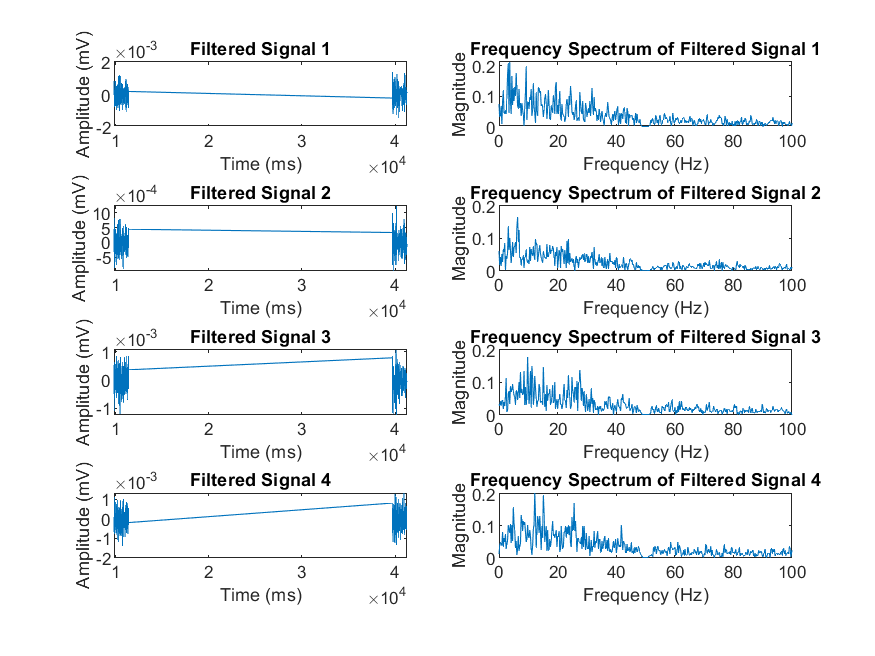 Filtered Signal 1
×10-3
Amplitude (mV)
2
0
-2
1 2 3 4
Time (ms)
×104
Frequency Spectrum of Filtered Signal 1
Magnitude
0.2
0.1
0
0 20 40 60 80 100
Frequency (Hz)
Filtered Signal 2
×10-4
Amplitude (mV)
10
5
0
-5
1 2 3 4
Time (ms)
×104
Frequency Spectrum of Filtered Signal 2
Magnitude
0.2
0.1
0
0 20 40 60 80 100
Frequency (Hz)
Filtered Signal 3
×10-3
Amplitude (mV)
1
0
-1
1 2 3 4
Time (ms)
×104
Frequency Spectrum of Filtered Signal 3
Magnitude
0.2
0.1
0
0 20 40 60 80 100
Frequency (Hz)
Filtered Signal 4
×10-3
Amplitude (mV)
1
0
-1
-2
1 2 3 4
Time (ms)
×104
Frequency Spectrum of Filtered Signal 4
Magnitude
0.2
0.1
0
0 20 40 60 80 100
Frequency (Hz)